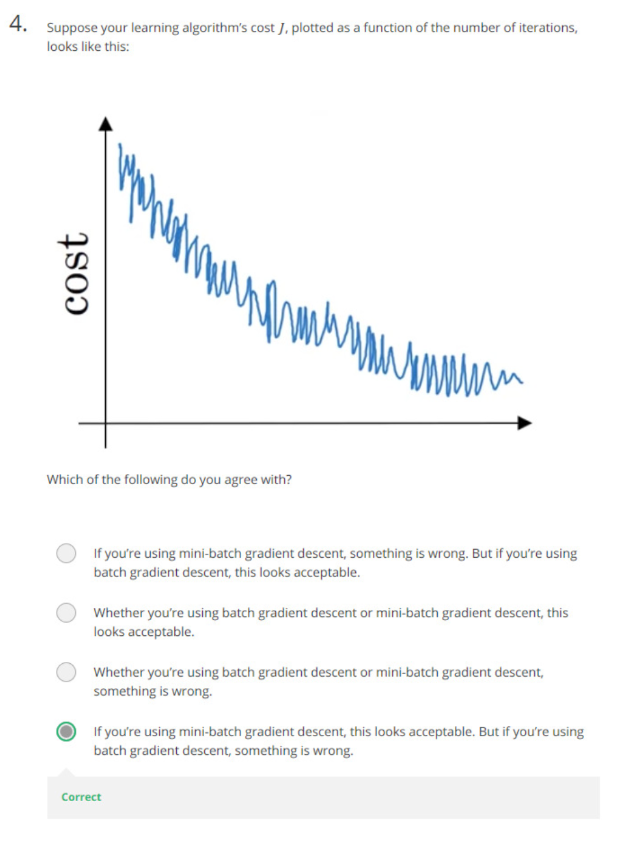 4. Suppose your learning algorithm's cost J, plotted as a function of the number of iterations,
looks like this:
cost
Which of the following do you agree with?
If you're using mini-batch gradient descent, something is wrong. But if you're using
batch gradient descent, this looks acceptable.
Whether you're using batch gradient descent or mini-batch gradient descent, this
looks acceptable.
Whether you're using batch gradient descent or mini-batch gradient descent,
something is wrong.
If you're using mini-batch gradient descent, this looks acceptable. But if you're using
batch gradient descent, something is wrong.
Correct